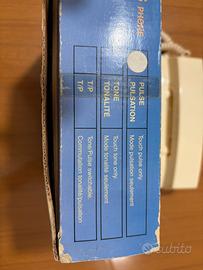 PHONE
PULSE
PULSATION
Touch pulse only
Mode pulsation seulement
TONE
TONALITÉ
Touch tone only
Mode tonalité seulement
T/P
T/P
Tone/Pulse switchable
Commutation tonalité/pulsation
subito